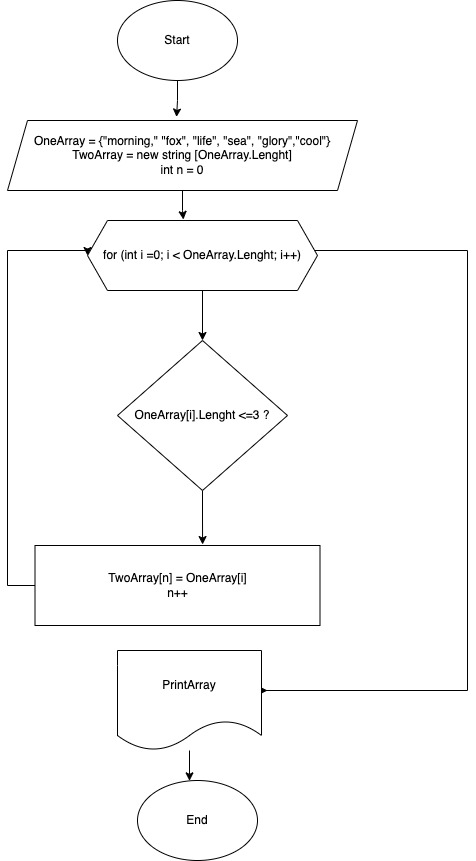 Start
OneArray = {"morning," "fox", "life", "sea", "glory","cool"}
TwoArray = new string [OneArray.Lenght]
int n = 0
for (int i =0; i < OneArray.Lenght; i++)
OneArray[i].Lenght <=3 ?
TwoArray[n] = OneArray[i]
n++
PrintArray
End